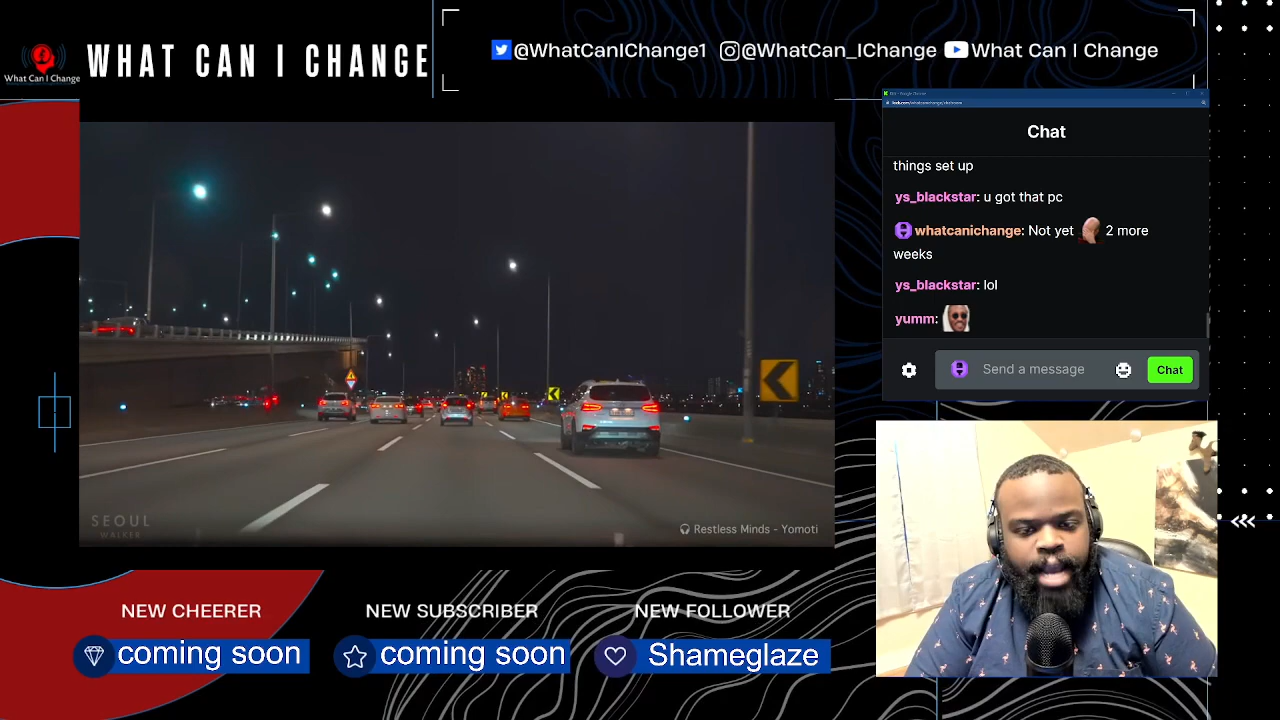 What Can I Change
WHAT CAN I CHANGE
@WhatCanIChange1 @WhatCan_IChange What Can I Change
Chat
things set up
ys_blackstar: u got that pc
whatcanichange: Not yet 2 more
weeks
ys_blackstar: lol
yumm:
Send a message
Chat
SEOUL
WALKER
Restless Minds - Yomoti
NEW CHEERER
NEW SUBSCRIBER
NEW FOLLOWER
coming soon
coming soon
Shameglaze